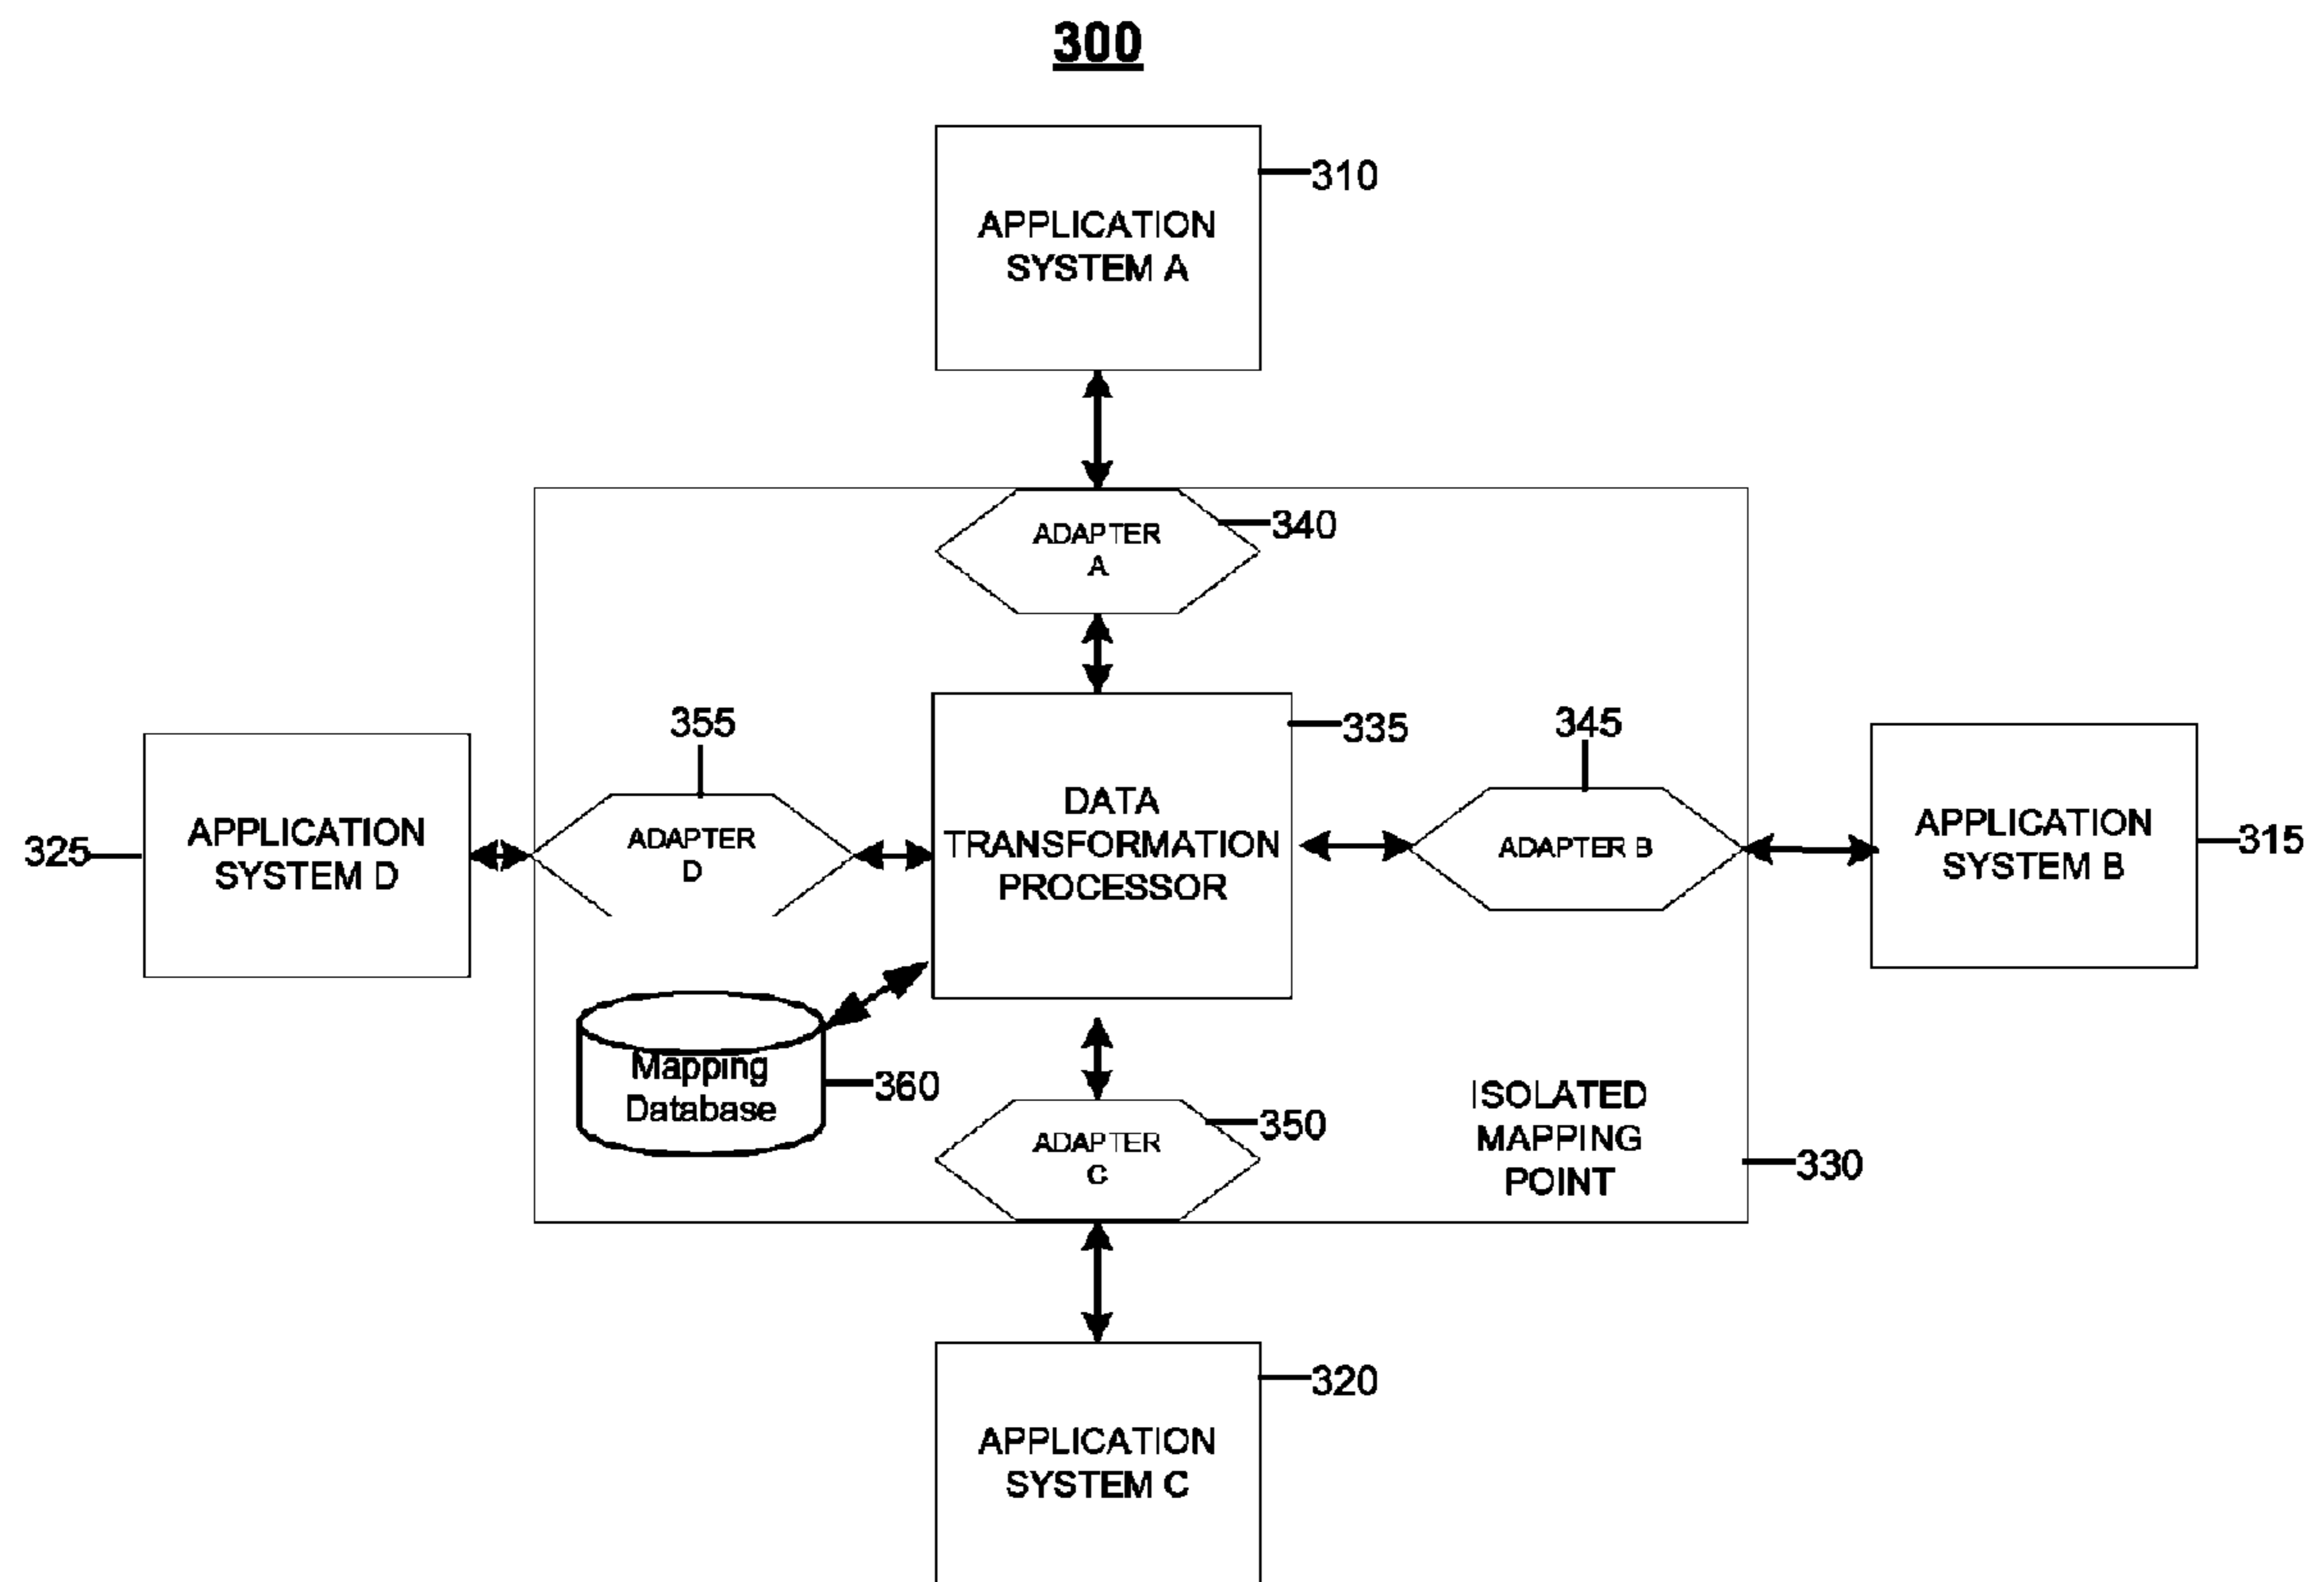 300
310
APPLICATION
SYSTEM A
340
ADAPTER
A
355
335
345
325
APPLICATION
SYSTEM D
ADAPTER
D
DATA
TRANSFORMATION
PROCESSOR
ADAPTER B
APPLICATION
SYSTEM B
315
Mapping
Database
360
350
ADAPTER
C
ISOLATED
MAPPING
POINT
330
320
APPLICATION
SYSTEM C